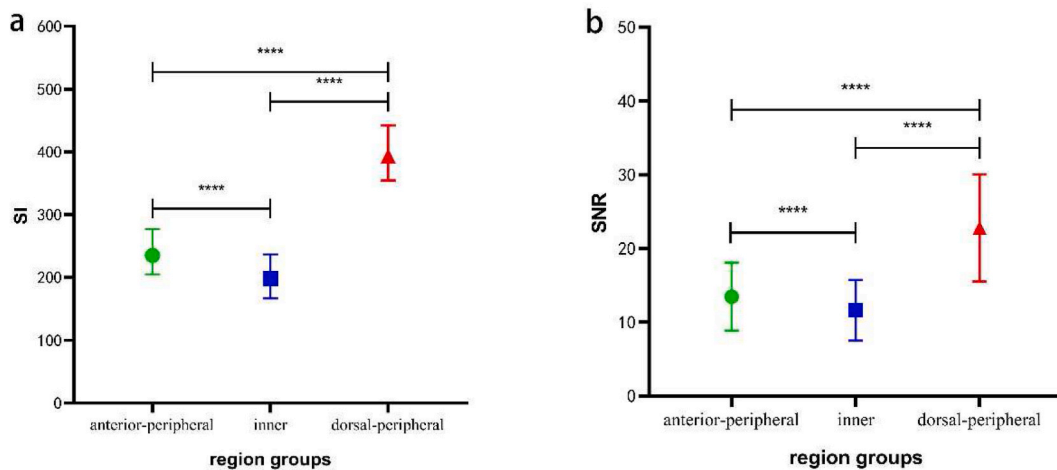 a
600
500
400
300
200
100
0
SI
****
****
****
anterior-peripheral inner dorsal-peripheral
region groups
b
50
40
30
20
10
0
SNR
****
****
****
anterior-peripheral inner dorsal-peripheral
region groups